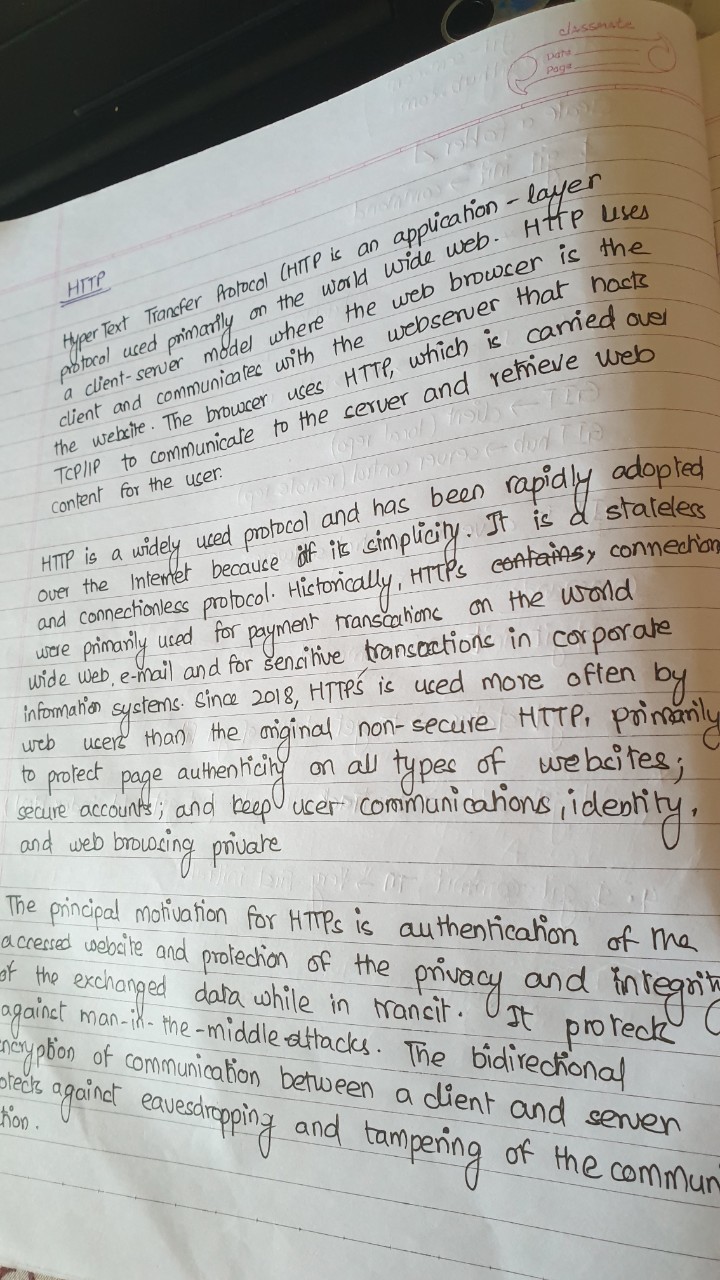 classmate
Date
Page
HTTP
HyperText Transfer Protocol (HTTP is an application-layer
protocol used primarily on the world wide web. HTTP uses
a client-server model where the web browser is the
client and communicates with the webserver that hosts
the website. The browser uses HTTP, which is carried over
TCP/IP to communicate to the server and retrieve web
content for the user.
HTTP is a widely used protocol and has been rapidly adopted
over the Internet because of its simplicity. It is a stateless
and connectionless protocol. Historically, HTTPs contains, connection
were primarily used for payment transcations on the world
wide web, e-mail and for sensitive transactions in corporate
information systems. Since 2018, HTTPS is used more often by
web users than the original non-secure HTTP, primarily
to protect page authenticity on all types of websites;
secure accounts; and keep user communications, identity,
and web browsing private
The principal motivation for HTTPs is authentication of the
accessed website and protection of the privacy and integrit
of the exchanged data while in transit. It protects
against man-in-the-middle attacks. The bidirectional
ncryption of communication between a client and server
otects against eavesdropping and tampering of the commun
tion.